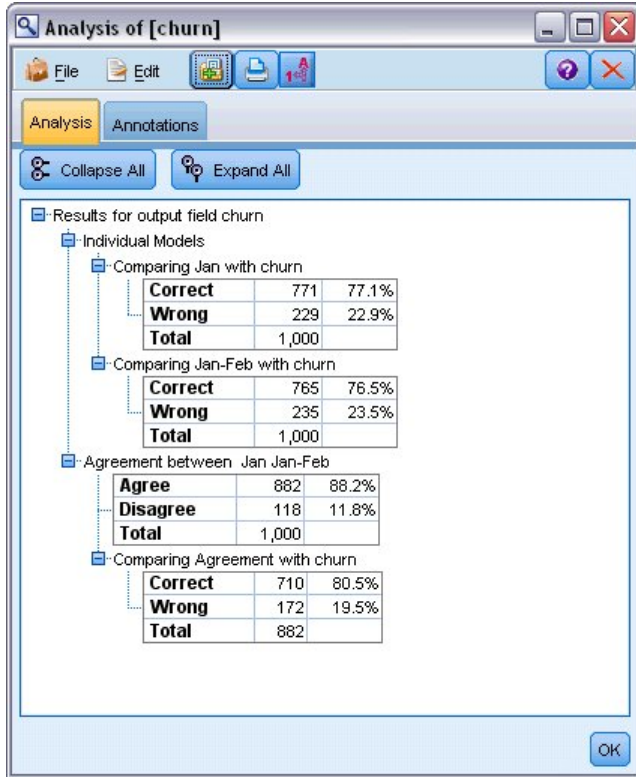 Analysis of [churn]
File Edit
Analysis Annotations
Collapse All Expand All
Results for output field churn
Individual Models
Comparing Jan with churn
Correct 771 77.1%
Wrong 229 22.9%
Total 1,000
Comparing Jan-Feb with churn
Correct 765 76.5%
Wrong 235 23.5%
Total 1,000
Agreement between Jan Jan-Feb
Agree 882 88.2%
Disagree 118 11.8%
Total 1,000
Comparing Agreement with churn
Correct 710 80.5%
Wrong 172 19.5%
Total 882
OK